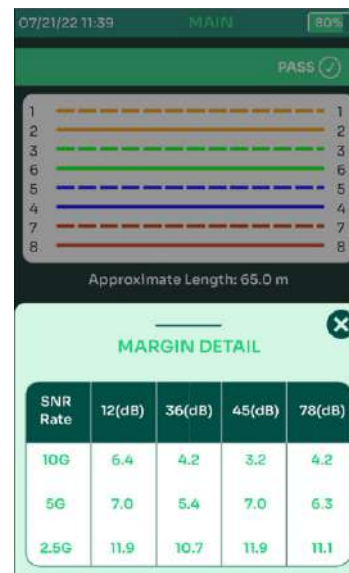 07/21/22 11:39 MAIN 80%
PASS
1 1
2 2
3 3
6 6
5 5
4 4
7 7
8 8
Approximate Length: 65.0 m
MARGIN DETAIL
SNR Rate 12(dB) 36(dB) 45(dB) 78(dB)
10G 6.4 4.2 3.2 4.2
5G 7.0 5.4 7.0 6.3
2.5G 11.9 10.7 11.9 11.1